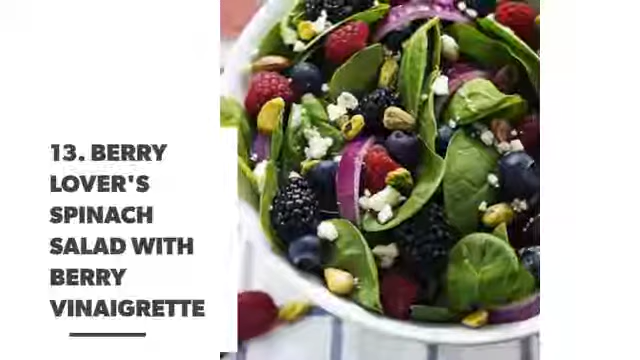 13. BERRY
LOVER'S
SPINACH
SALAD WITH
BERRY
VINAIGRETTE